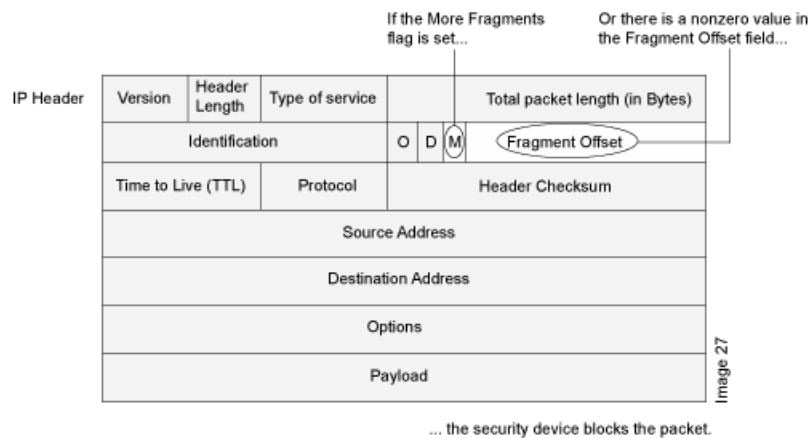 If the More Fragments
flag is set...
Or there is a nonzero value in
the Fragment Offset field...
IP Header
Version
Header
Length
Type of service
Total packet length (in Bytes)
Identification
O
D
M
Fragment Offset
Time to Live (TTL)
Protocol
Header Checksum
Source Address
Destination Address
Options
Payload
Image 27
... the security device blocks the packet.